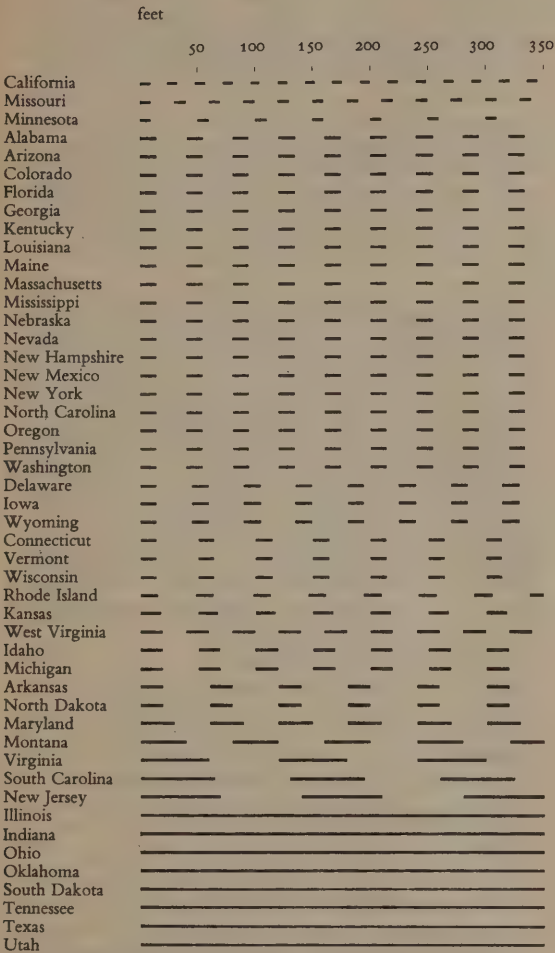 feet
50 100 150 200 250 300 350
California
Missouri
Minnesota
Alabama
Arizona
Colorado
Florida
Georgia
Kentucky
Louisiana
Maine
Massachusetts
Mississippi
Nebraska
Nevada
New Hampshire
New Mexico
New York
North Carolina
Oregon
Pennsylvania
Washington
Delaware
Iowa
Wyoming
Connecticut
Vermont
Wisconsin
Rhode Island
Kansas
West Virginia
Idaho
Michigan
Arkansas
North Dakota
Maryland
Montana
Virginia
South Carolina
New Jersey
Illinois
Indiana
Ohio
Oklahoma
South Dakota
Tennessee
Texas
Utah